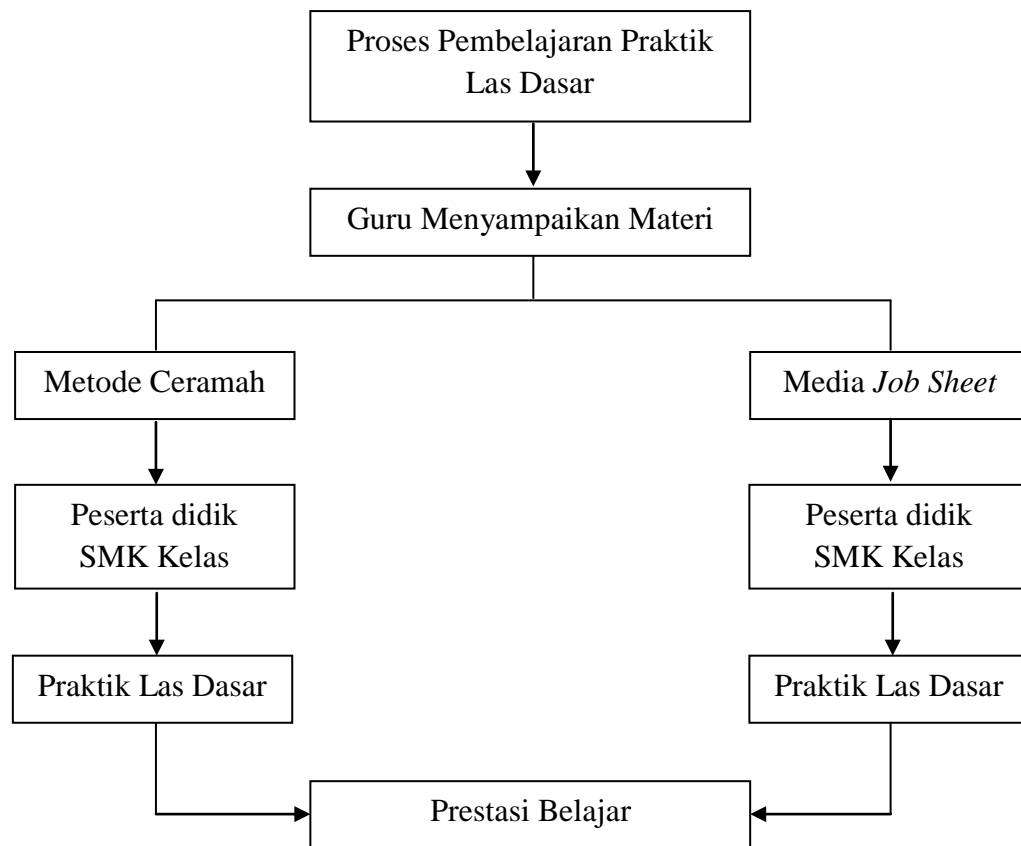 Proses Pembelajaran Praktik
Las Dasar
Guru Menyampaikan Materi
Metode Ceramah
Media Job Sheet
Peserta didik
SMK Kelas
Peserta didik
SMK Kelas
Praktik Las Dasar
Praktik Las Dasar
Prestasi Belajar